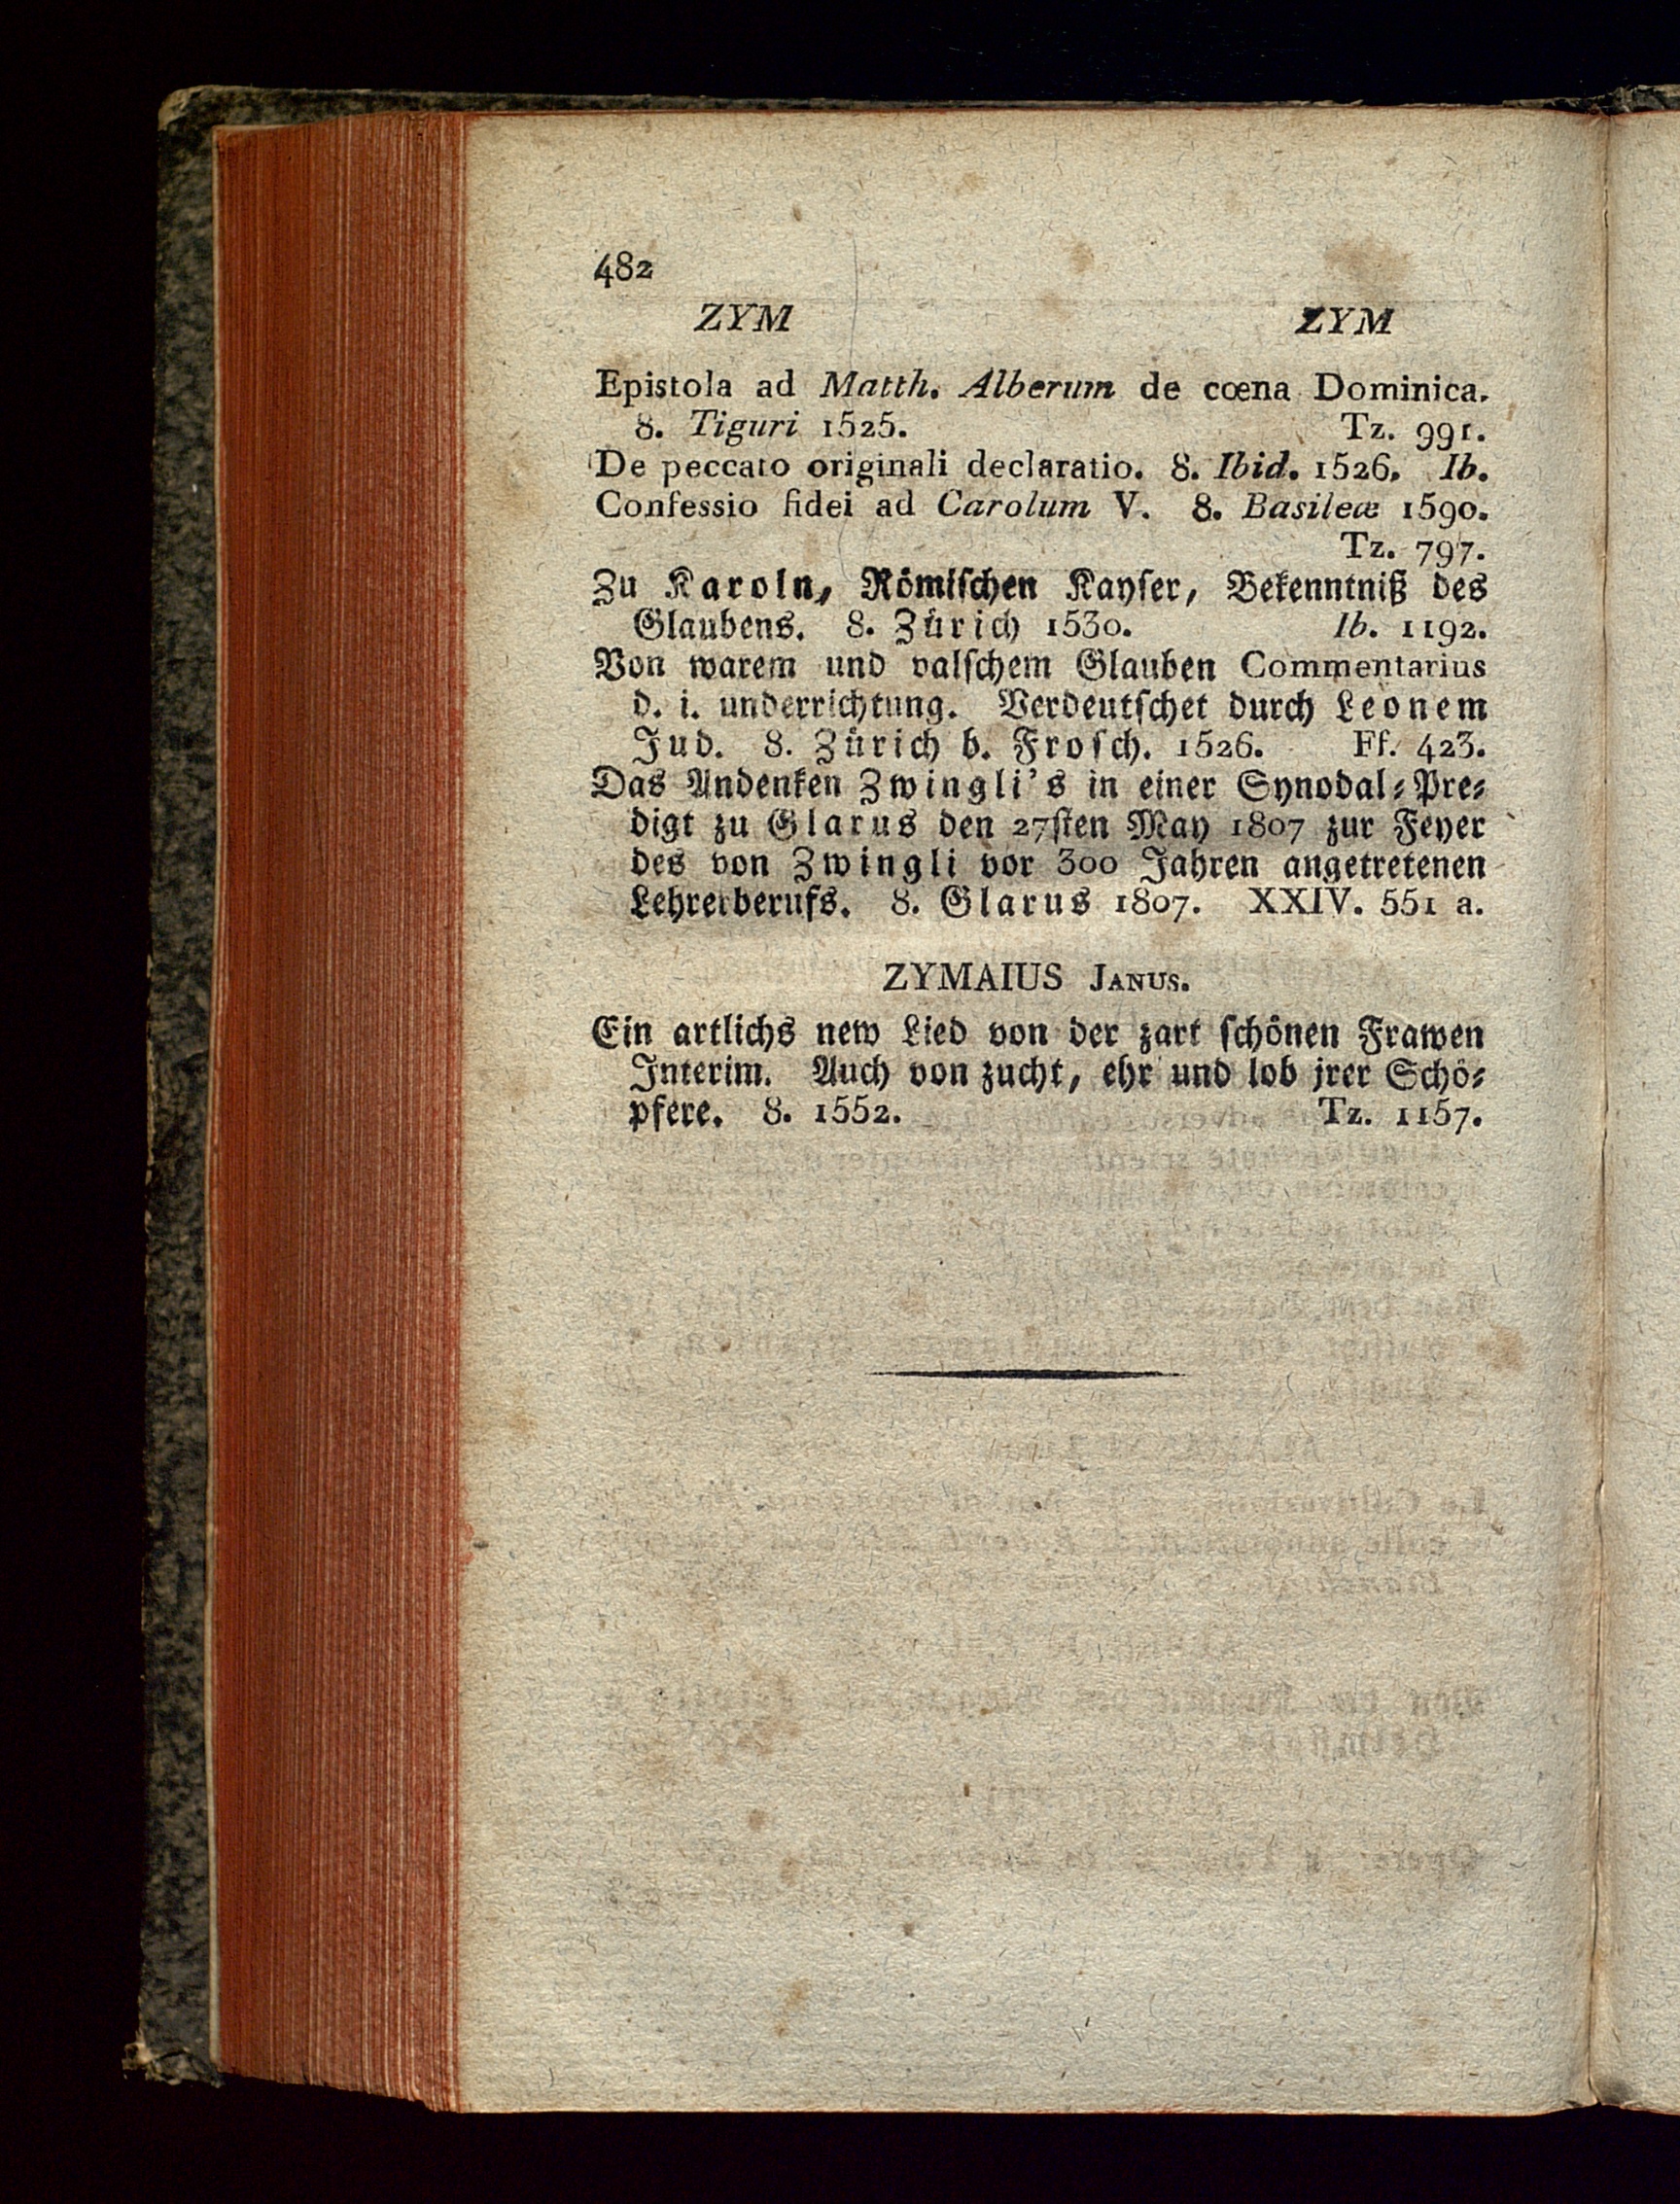 482
ZYM ZYM
Epistola ad Matth. Alberum de cœna Dominica.
8. Tiguri 1525. Tz. 991.
De peccato originali declaratio. 8. Ibid. 1526. Ib.
Confessio fidei ad Carolum V. 8. Basileæ 1590.
Tz. 797.
Zu Karoln, Römischen Kayser, Bekenntniß des
Glaubens. 8. Zürich 1530. Ib. 1192.
Von warem und valschem Glauben Commentarius
d. i. underrichtung. Verdeutschet durch Leonem
Jud. 8. Zürich b. Frosch. 1526. Ff. 423.
Das Andenken Zwingli's in einer Synodal-Pre-
digt zu Glarus den 27sten May 1807 zur Feyer
des von Zwingli vor 300 Jahren angetretenen
Lehrerberufs. 8. Glarus 1807. XXIV. 551 a.
ZYMAIUS JANUS.
Ein artlichs new Lied von der zart schönen Frawen
Interim. Auch von zucht, ehr und lob jrer Schö-
pfere. 8. 1552. Tz. 1157.